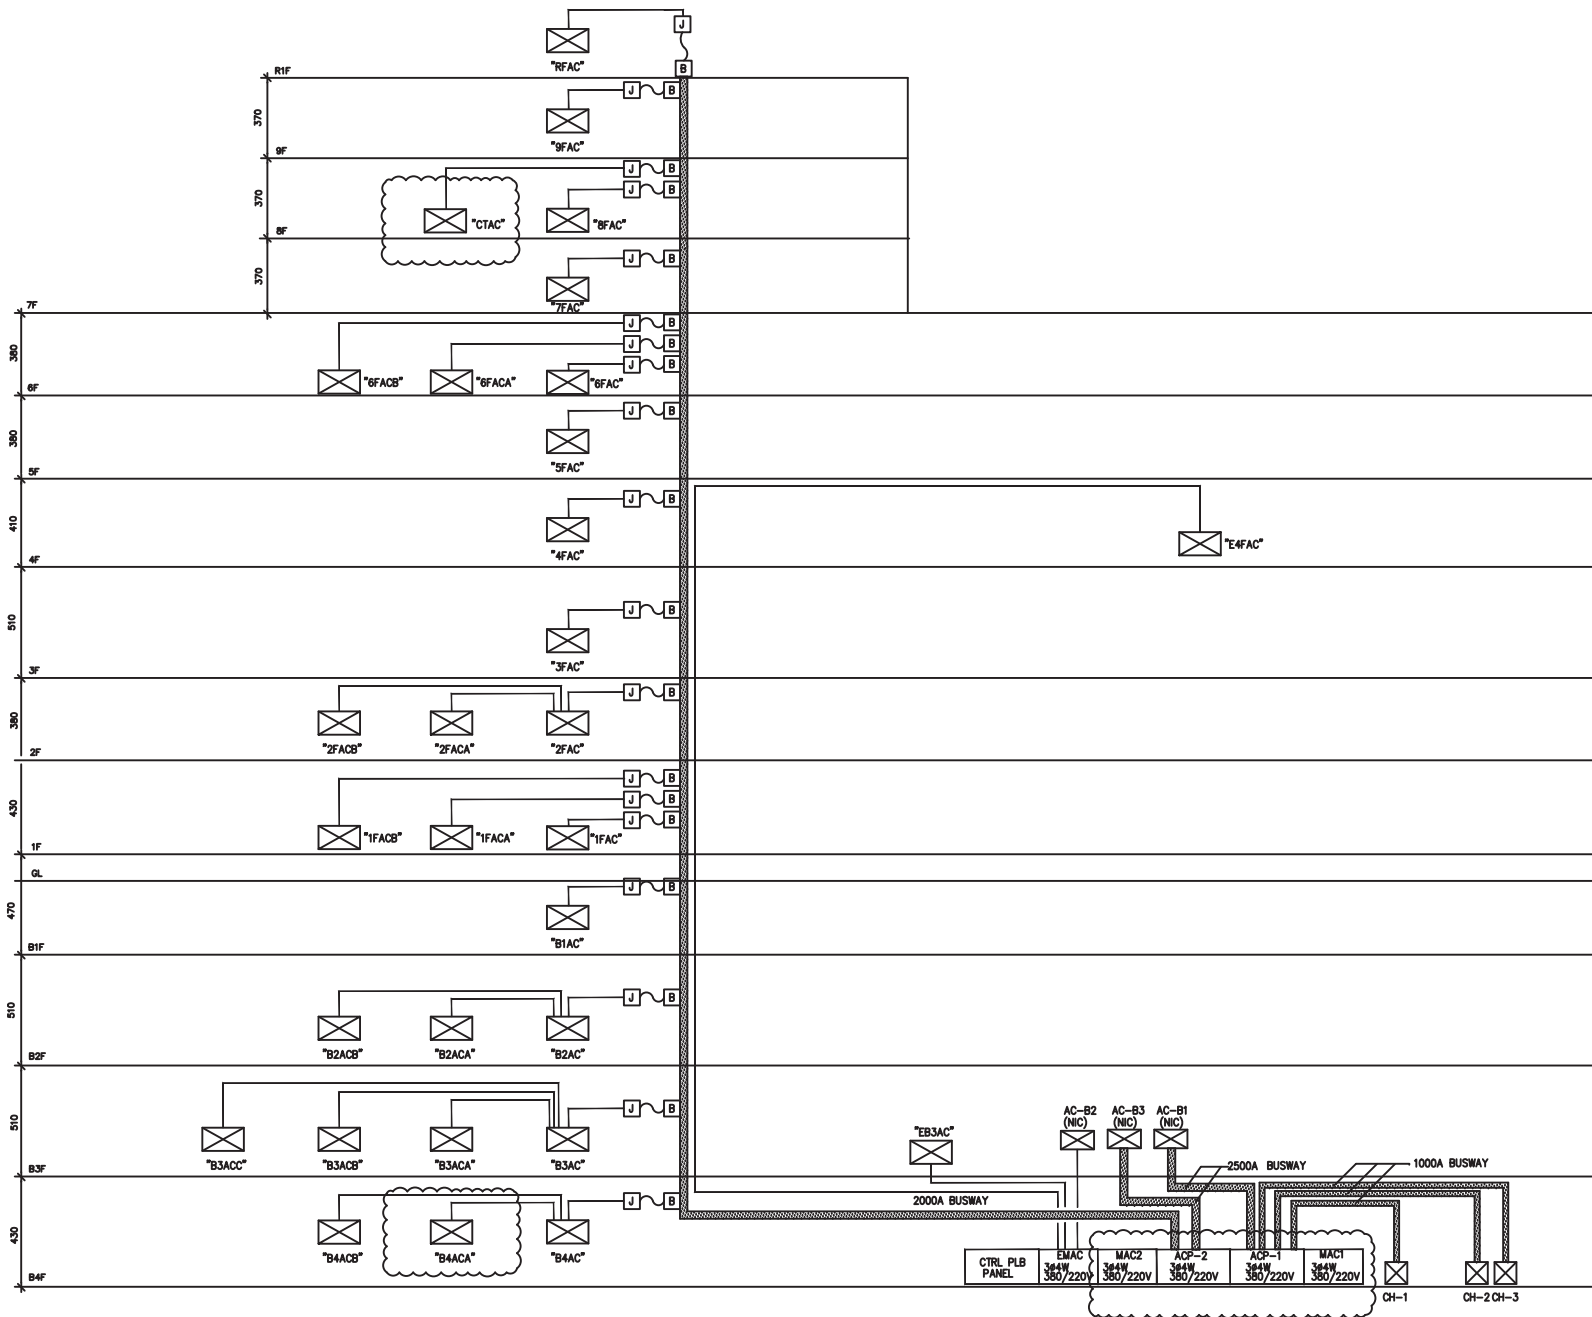 J
"RFAC"
B
R1F
J B
370
"9FAC"
9F
J B
370
J B
"CTAC"
"8FAC"
8F
370
J B
"7FAC"
7F
J B
380
J B
J B
"6FACB"
"6FACA"
"6FAC"
6F
J B
380
"5FAC"
5F
J B
410
"4FAC"
"E4FAC"
4F
510
J B
"3FAC"
3F
J B
380
"2FACB"
"2FACA"
"2FAC"
2F
J B
430
J B
J B
"1FACB"
"1FACA"
"1FAC"
1F
GL
J B
470
"B1AC"
B1F
J B
510
"B2ACB"
"B2ACA"
"B2AC"
B2F
J B
510
"B3ACC"
"B3ACB"
"B3ACA"
"B3AC"
"EB3AC"
AC-B2
(NIC)
AC-B3
(NIC)
AC-B1
(NIC)
B3F
2500A BUSWAY
1000A BUSWAY
J B
2000A BUSWAY
430
"B4ACB"
"B4ACA"
"B4AC"
CTRL PLB
PANEL
EMAC
3ø4W
380/220V
MAC2
3ø4W
380/220V
ACP-2
3ø4W
380/220V
ACP-1
3ø4W
380/220V
MAC1
3ø4W
380/220V
B4F
CH-1
CH-2
CH-3